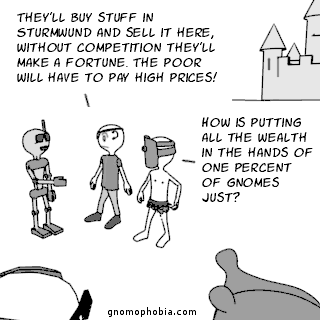 THEY'LL BUY STUFF IN
STURMWUND AND SELL IT HERE,
WITHOUT COMPETITION THEY'LL
MAKE A FORTUNE. THE POOR
WILL HAVE TO PAY HIGH PRICES!
HOW IS PUTTING
ALL THE WEALTH
IN THE HANDS OF
ONE PERCENT
OF GNOMES
JUST?
gnomophobia.com